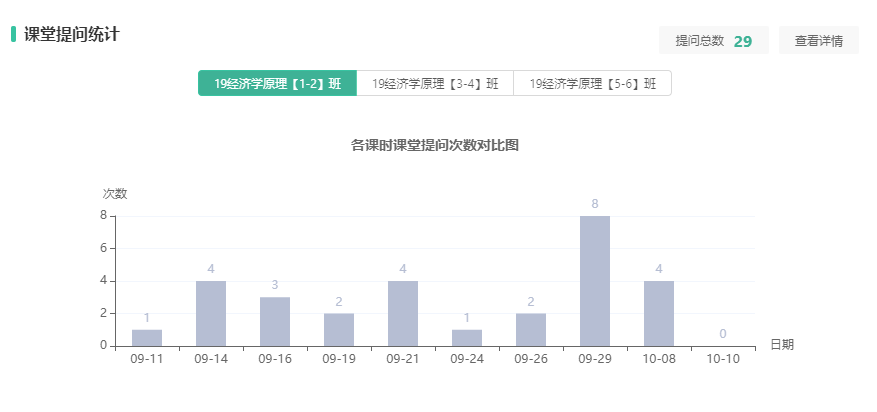 课堂提问统计
提问总数 29 查看详情
19经济学原理【1-2】班 19经济学原理【3-4】班 19经济学原理【5-6】班
各课时课堂提问次数对比图
次数
8
8
6
4 4 4 4
3
2 2 2
1 1
0 0
日期
09-11 09-14 09-16 09-19 09-21 09-24 09-26 09-29 10-08 10-10